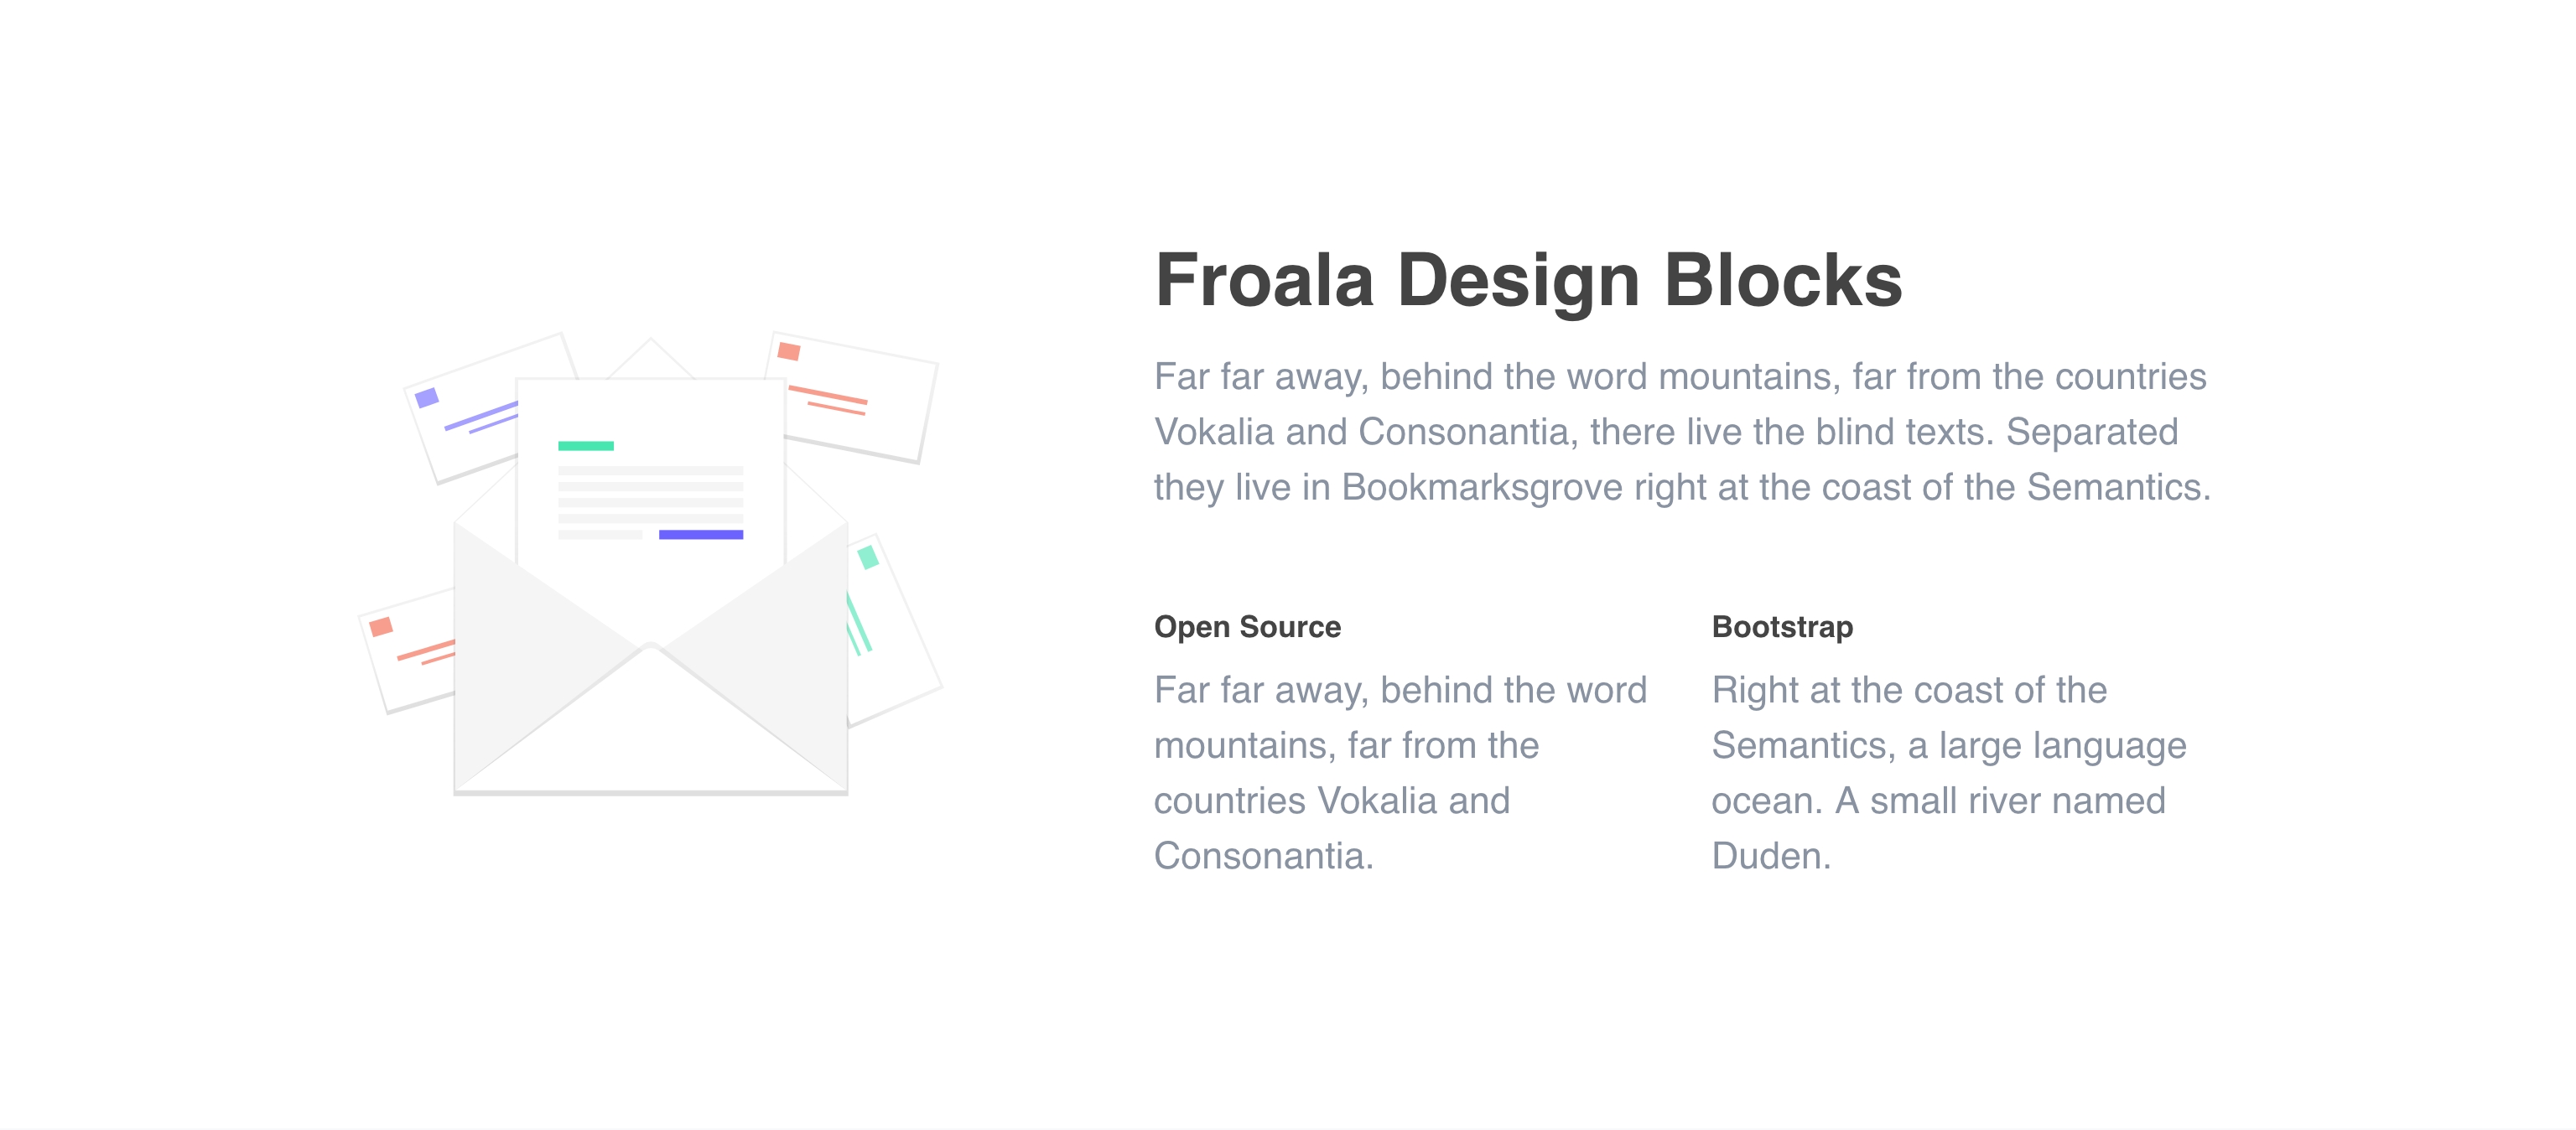 Froala Design Blocks
Far far away, behind the word mountains, far from the countries
Vokalia and Consonantia, there live the blind texts. Separated
they live in Bookmarksgrove right at the coast of the Semantics.
Open Source
Far far away, behind the word
mountains, far from the
countries Vokalia and
Consonantia.
Bootstrap
Right at the coast of the
Semantics, a large language
ocean. A small river named
Duden.